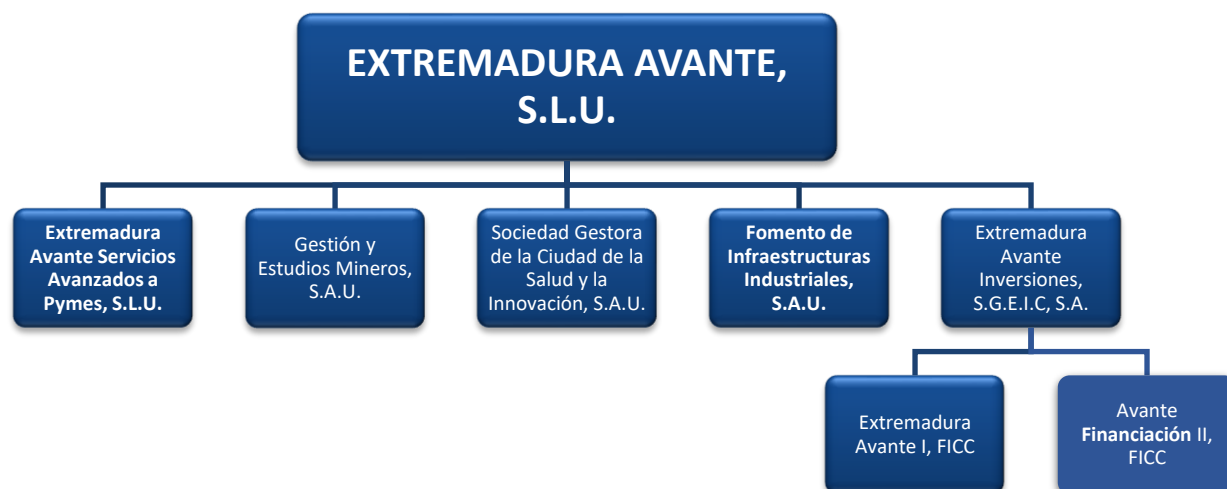 EXTREMADURA AVANTE,
S.L.U.
Extremadura
Avante Servicios
Avanzados a
Pymes, S.L.U.
Gestión y
Estudios Mineros,
S.A.U.
Sociedad Gestora
de la Ciudad de la
Salud y la
Innovación, S.A.U.
Fomento de
Infraestructuras
Industriales,
S.A.U.
Extremadura
Avante
Inversiones,
S.G.E.I.C, S.A.
Extremadura
Avante I, FICC
Avante
Financiación II,
FICC